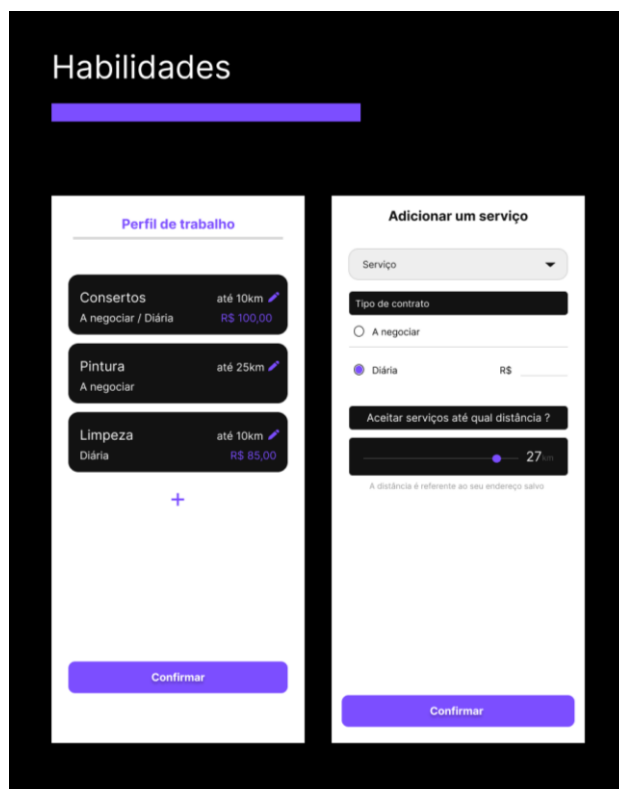 Habilidades
Perfil de trabalho
Consertos
até 10km
A negociar / Diária
R$ 100,00
Pintura
até 25km
A negociar
Limpeza
até 10km
Diária
R$ 85,00
+
Confirmar
Adicionar um serviço
Serviço
Tipo de contrato
A negociar
Diária
R$
Aceitar serviços até qual distância ?
27km
A distância é referente ao seu endereço salvo
Confirmar